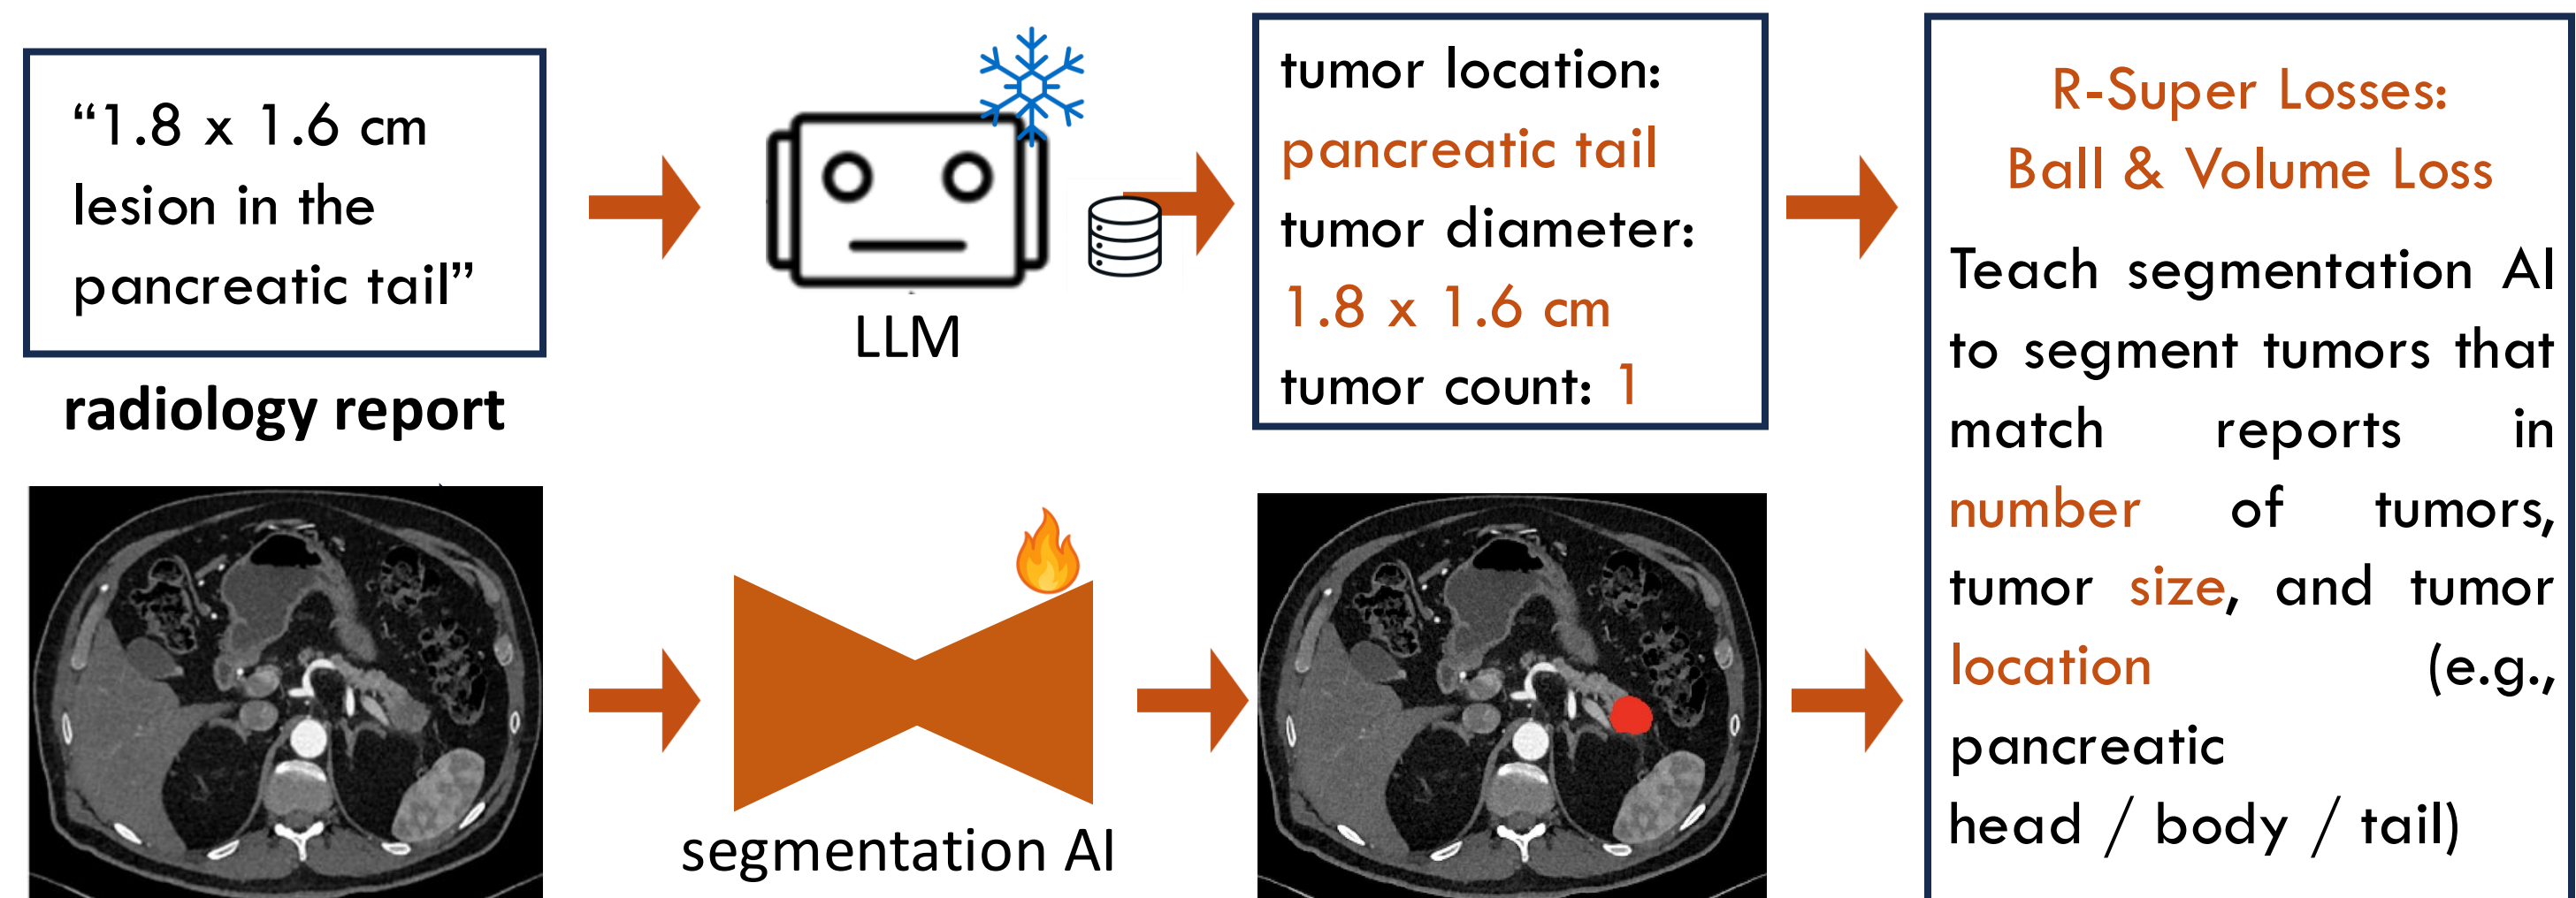 “1.8 x 1.6 cm
lesion in the
pancreatic tail”
radiology report
LLM
tumor location:
pancreatic tail
tumor diameter:
1.8 x 1.6 cm
tumor count: 1
segmentation AI
R-Super Losses:
Ball & Volume Loss
Teach segmentation AI
to segment tumors that
match reports in
number of tumors,
tumor size, and tumor
location (e.g.,
pancreatic
head / body / tail)